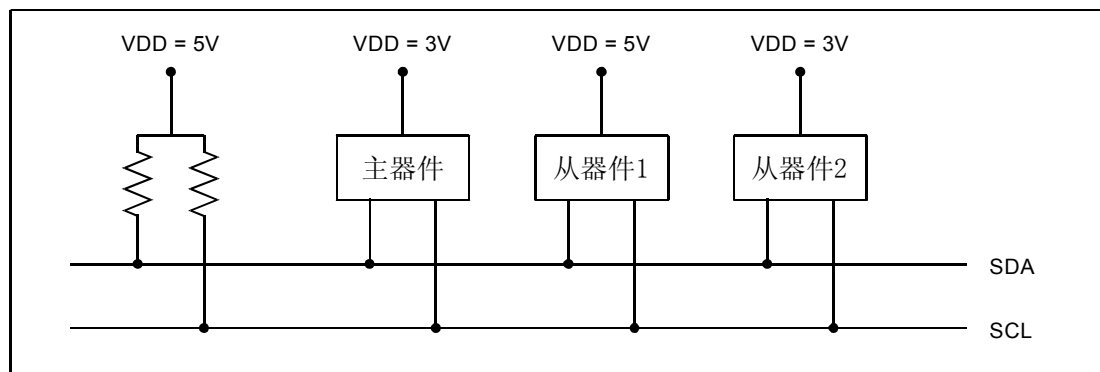 VDD = 5V
VDD = 3V
VDD = 5V
VDD = 3V
主器件
从器件1
从器件2
SDA
SCL